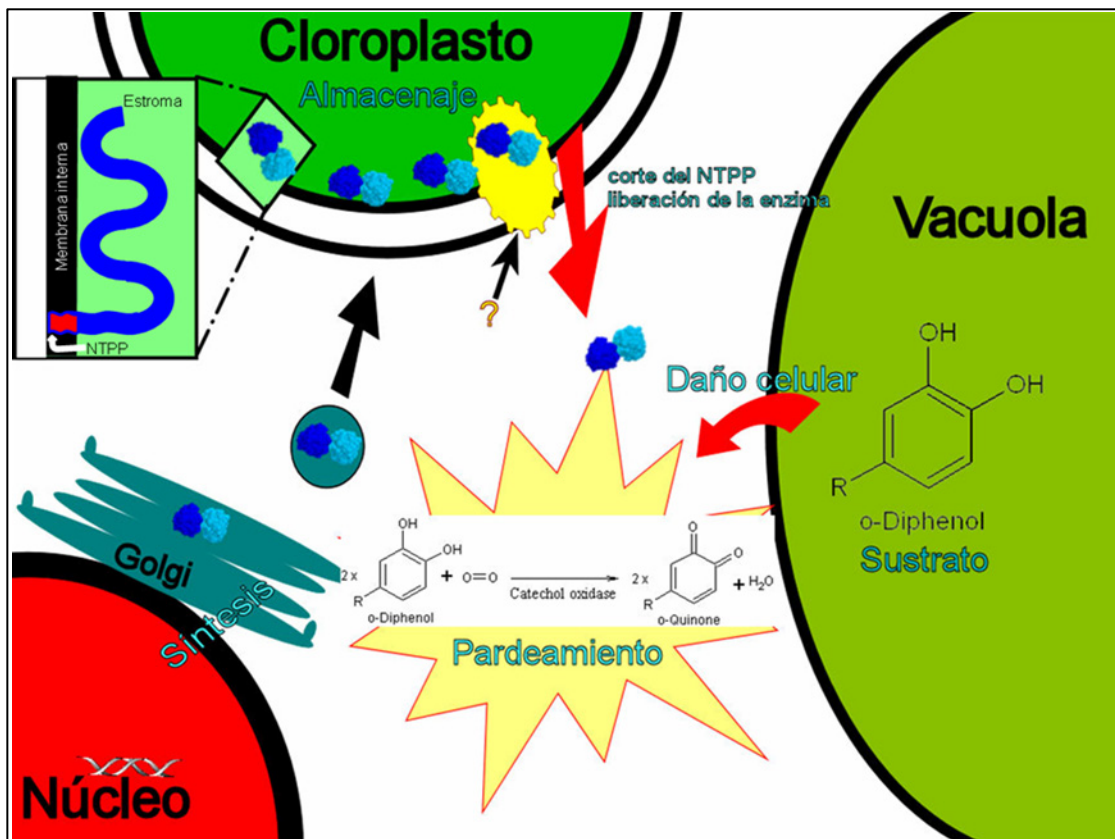 Cloroplasto
Almacenaje
Estroma
Membrana interna
NTPP
corte del NTPP
liberación de la enzima
?
Vacuola
OH
OH
R
o-Diphenol
Sustrato
Daño celular
Golgi
Síntesis
2 x
OH
OH
R
o-Diphenol
+
O=O
Catechol oxidase
2 x
O
O
R
o-Quinone
+ H₂O
Pardeamiento
Núcleo